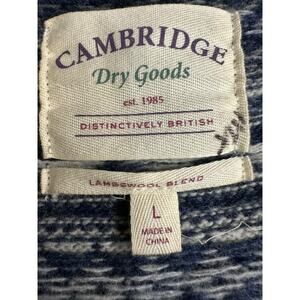 CAMBRIDGE
Dry Goods
est. 1985
DISTINCTIVELY BRITISH
LAMBSWOOL BLEND
L
MADE IN
CHINA